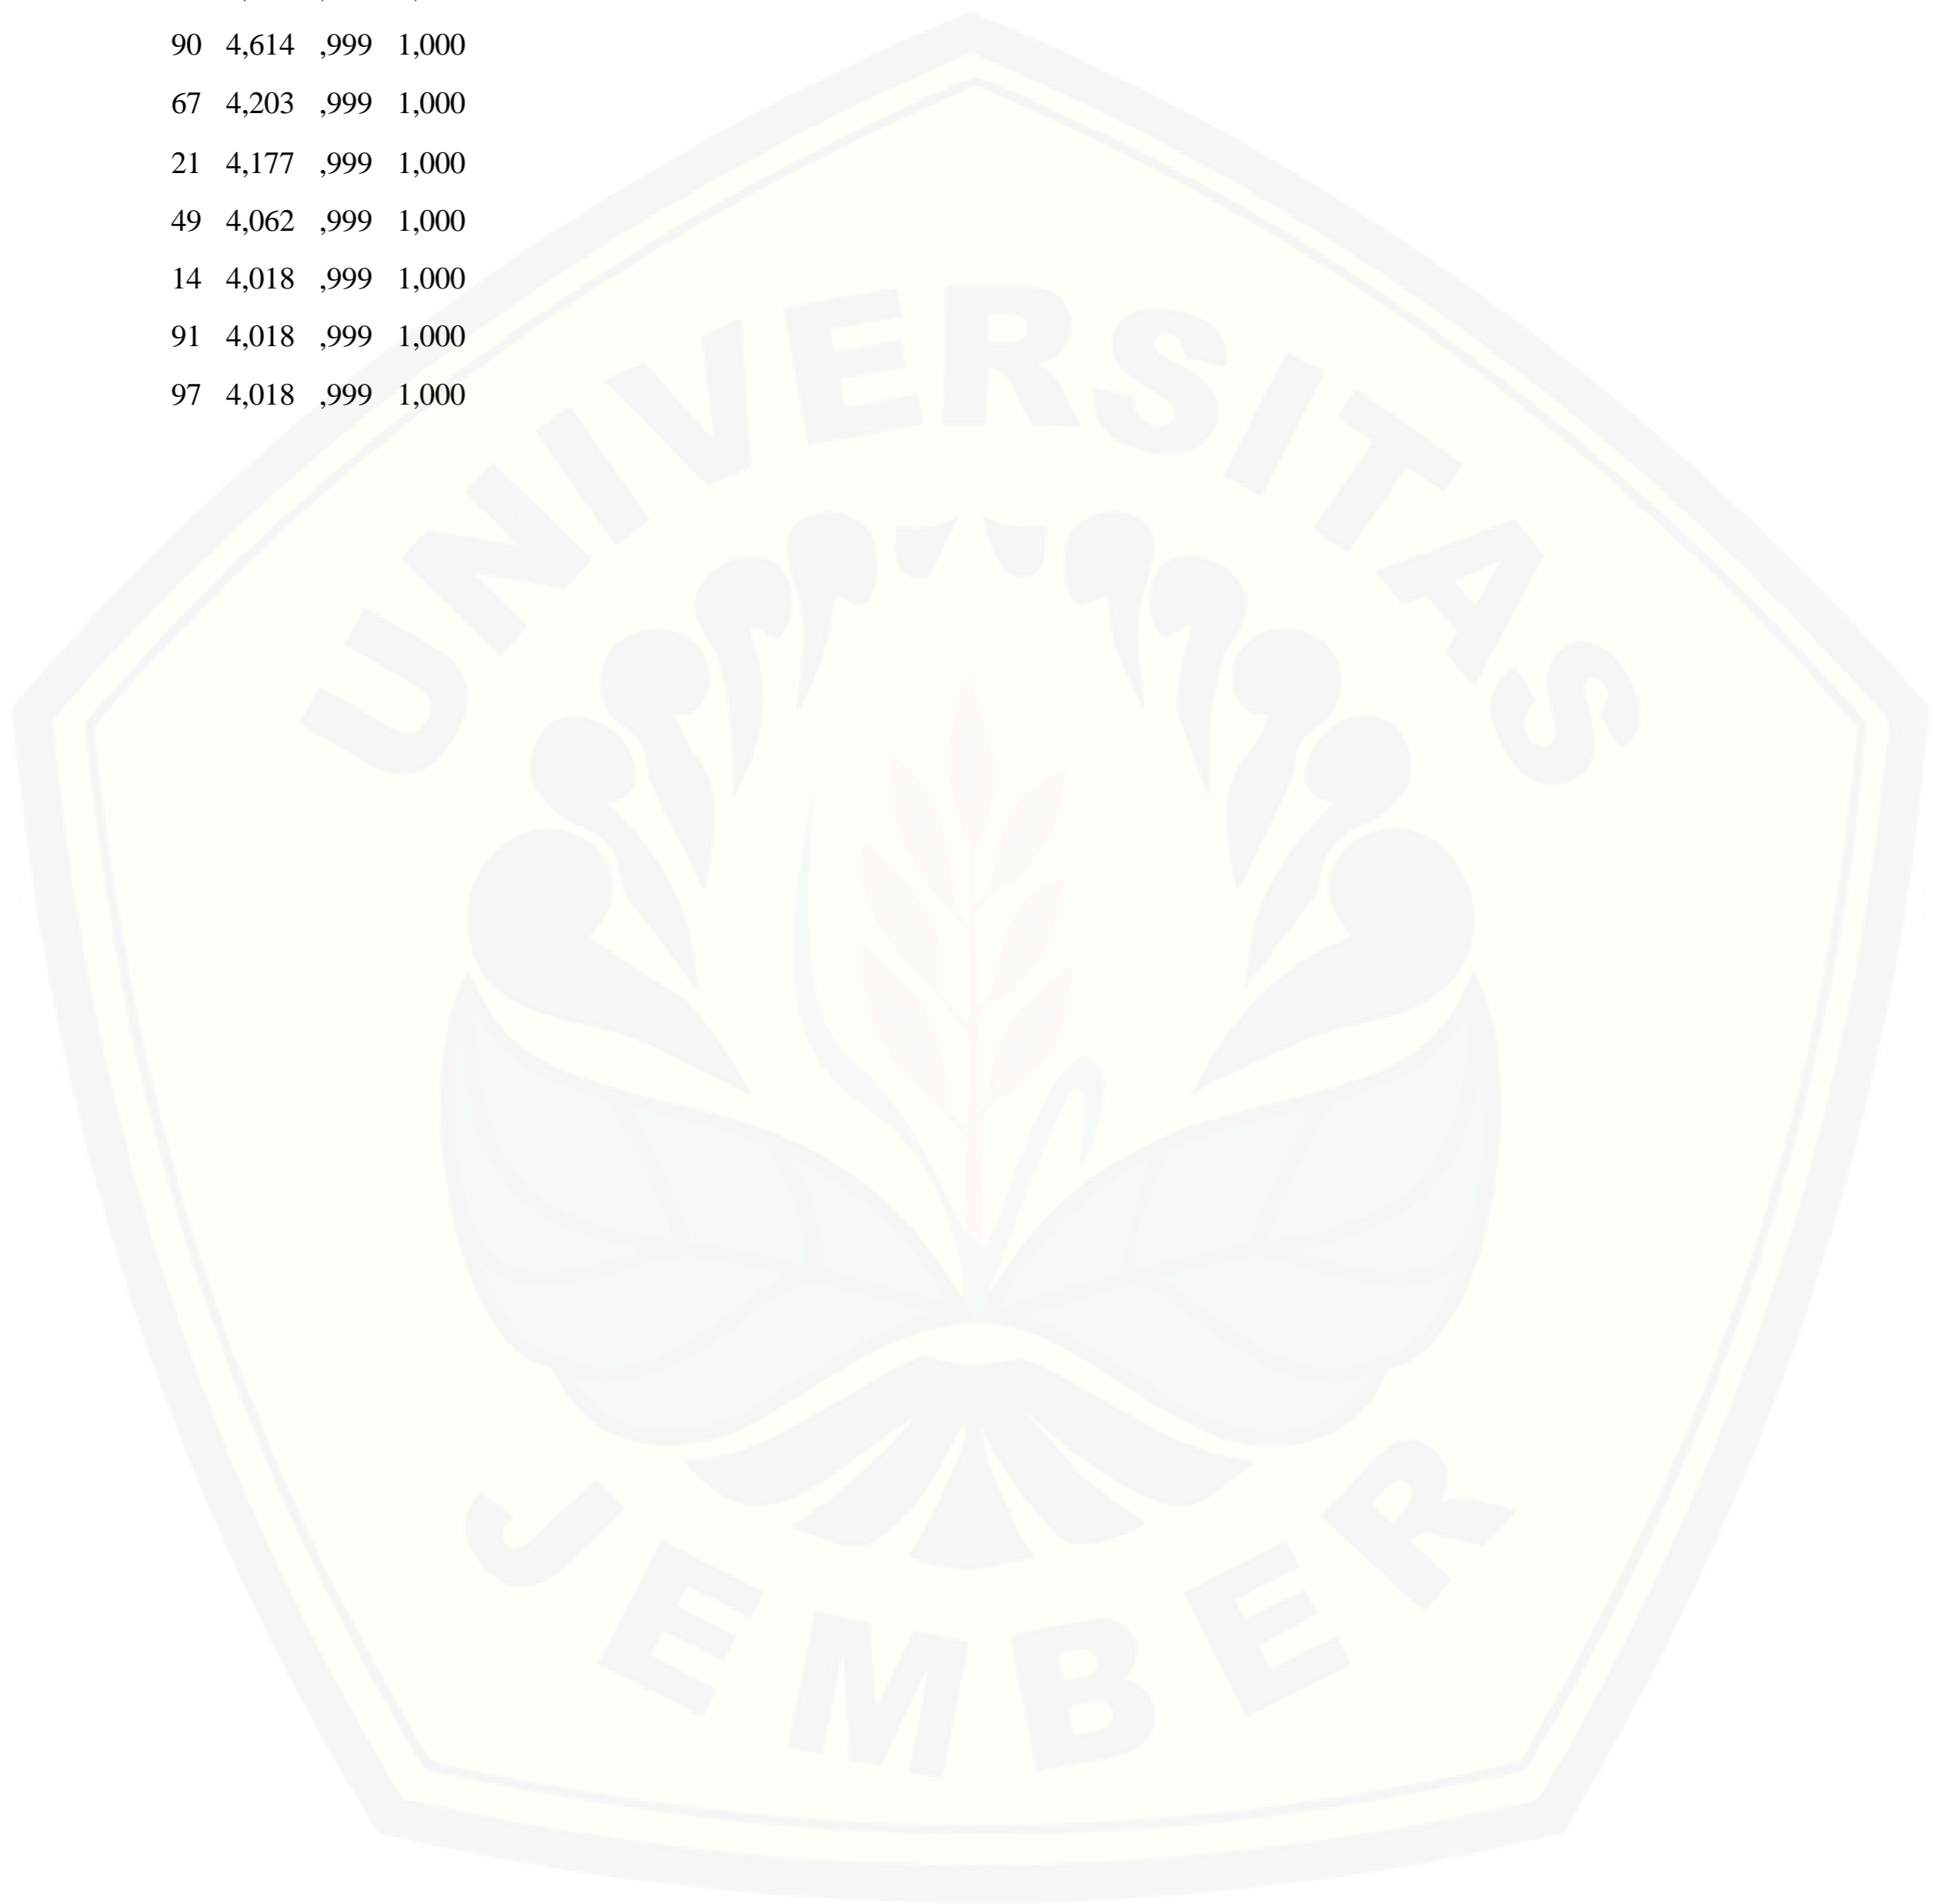 90 4,614 ,999 1,000
67 4,203 ,999 1,000
21 4,177 ,999 1,000
49 4,062 ,999 1,000
14 4,018 ,999 1,000
91 4,018 ,999 1,000
97 4,018 ,999 1,000
UNIVERSITAS
JEMBER